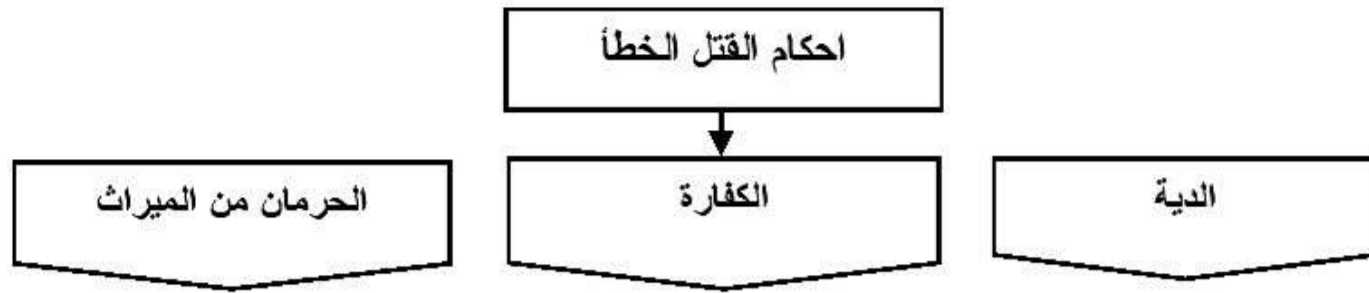 احكام القتل الخطأ
الدية
الكفارة
الحرمان من الميراث